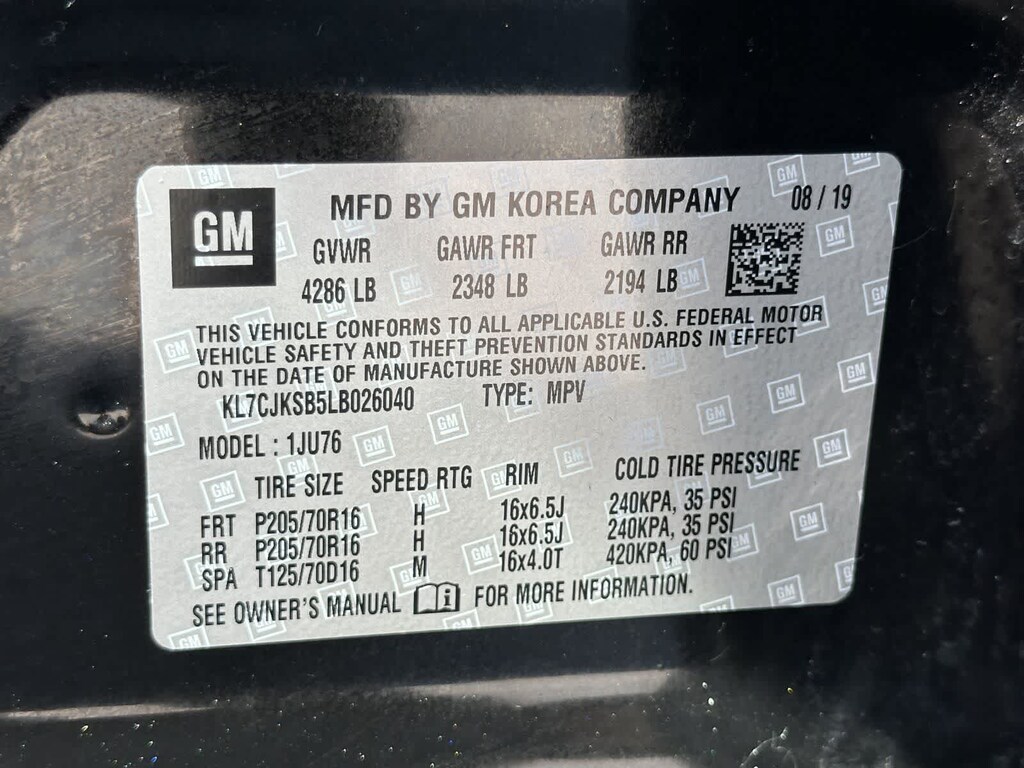 GM
MFD BY GM KOREA COMPANY 08 / 19
GVWR GAWR FRT GAWR RR
4286 LB 2348 LB 2194 LB
THIS VEHICLE CONFORMS TO ALL APPLICABLE U.S. FEDERAL MOTOR
VEHICLE SAFETY AND THEFT PREVENTION STANDARDS IN EFFECT
ON THE DATE OF MANUFACTURE SHOWN ABOVE.
KL7CJKSB5LB026040 TYPE: MPV
MODEL : 1JU76
TIRE SIZE SPEED RTG RIM COLD TIRE PRESSURE
FRT P205/70R16 H 16x6.5J 240KPA, 35 PSI
RR P205/70R16 H 16x6.5J 240KPA, 35 PSI
SPA T125/70D16 M 16x4.0T 420KPA, 60 PSI
SEE OWNER'S MANUAL i FOR MORE INFORMATION.